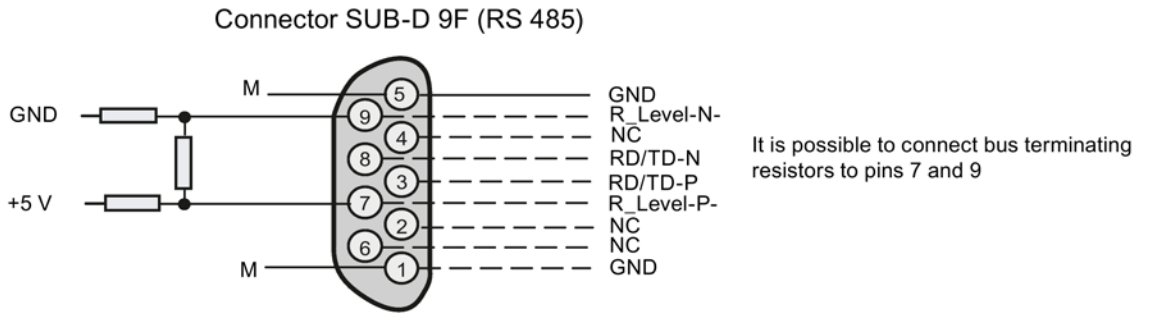 Connector SUB-D 9F (RS 485)
M
5
GND
GND
9
R_Level-N-
4
NC
8
RD/TD-N
It is possible to connect bus terminating
resistors to pins 7 and 9
3
RD/TD-P
+5 V
7
R_Level-P-
2
NC
6
NC
M
1
GND